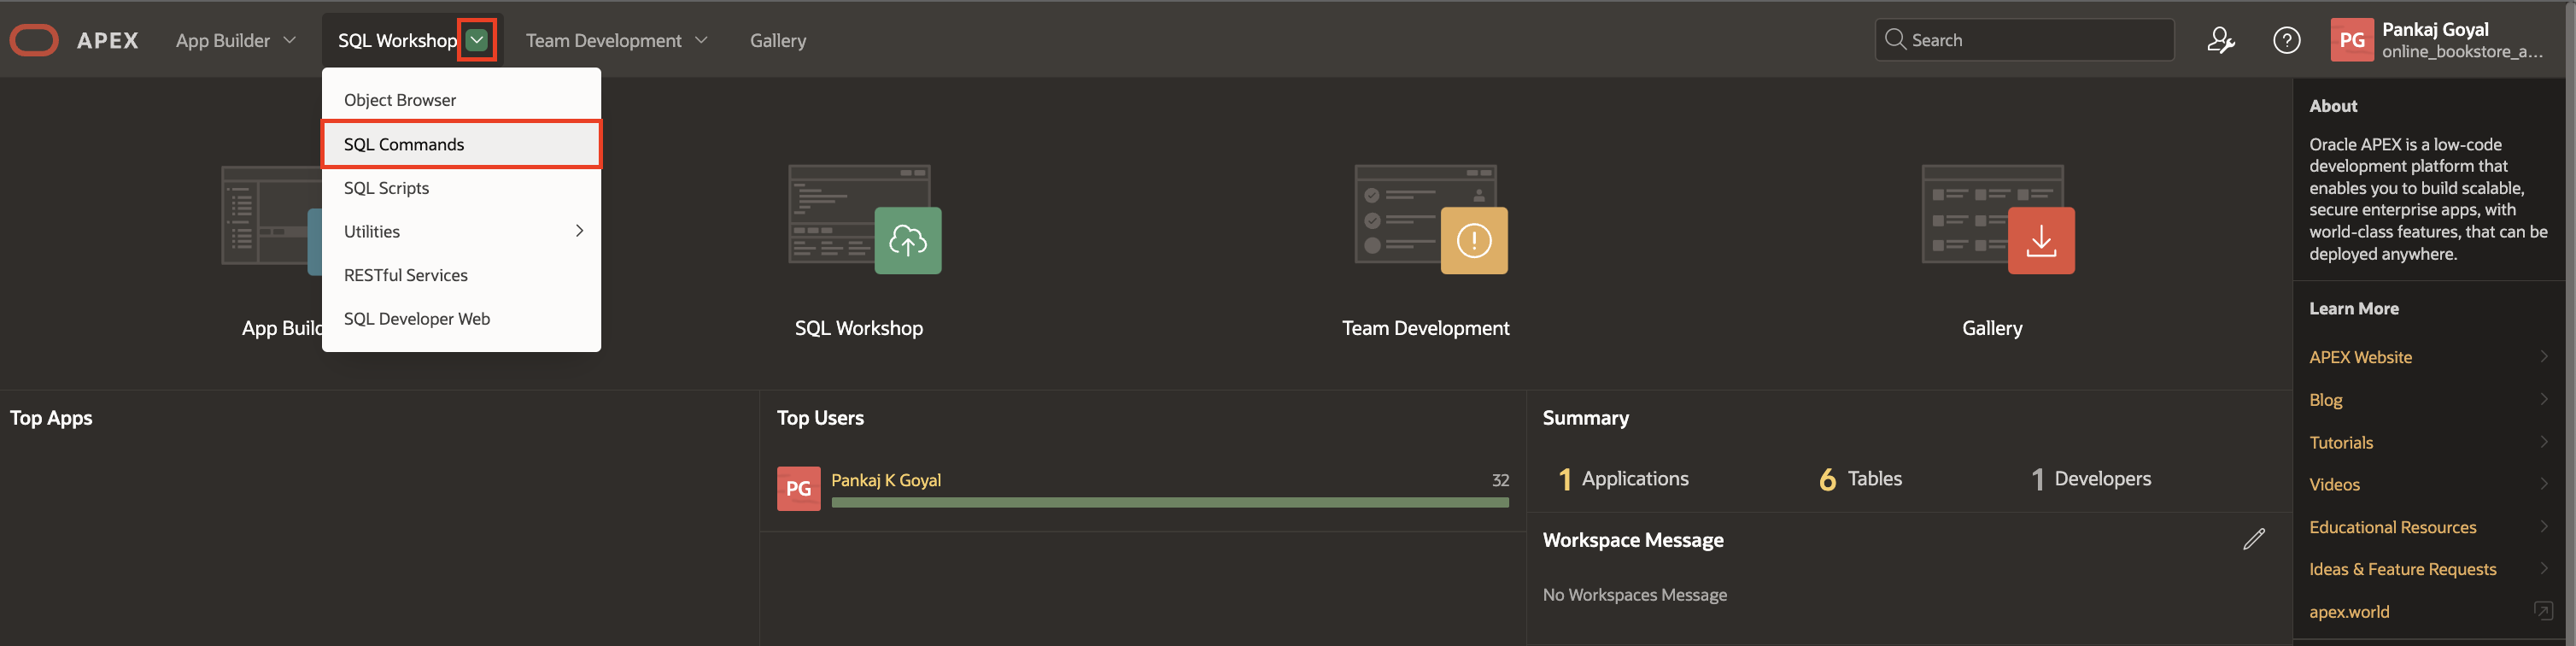 APEX
App Builder
SQL Workshop
Team Development
Gallery
Search
PG
Pankaj Goyal
online_bookstore_a...
Object Browser
SQL Commands
SQL Scripts
Utilities
RESTful Services
SQL Developer Web
App Build
SQL Workshop
Team Development
Gallery
Top Apps
Top Users
PG
Pankaj K Goyal
32
Summary
1 Applications
6 Tables
1 Developers
Workspace Message
No Workspaces Message
About
Oracle APEX is a low-code
development platform that
enables you to build scalable,
secure enterprise apps, with
world-class features, that can be
deployed anywhere.
Learn More
APEX Website
Blog
Tutorials
Videos
Educational Resources
Ideas & Feature Requests
apex.world